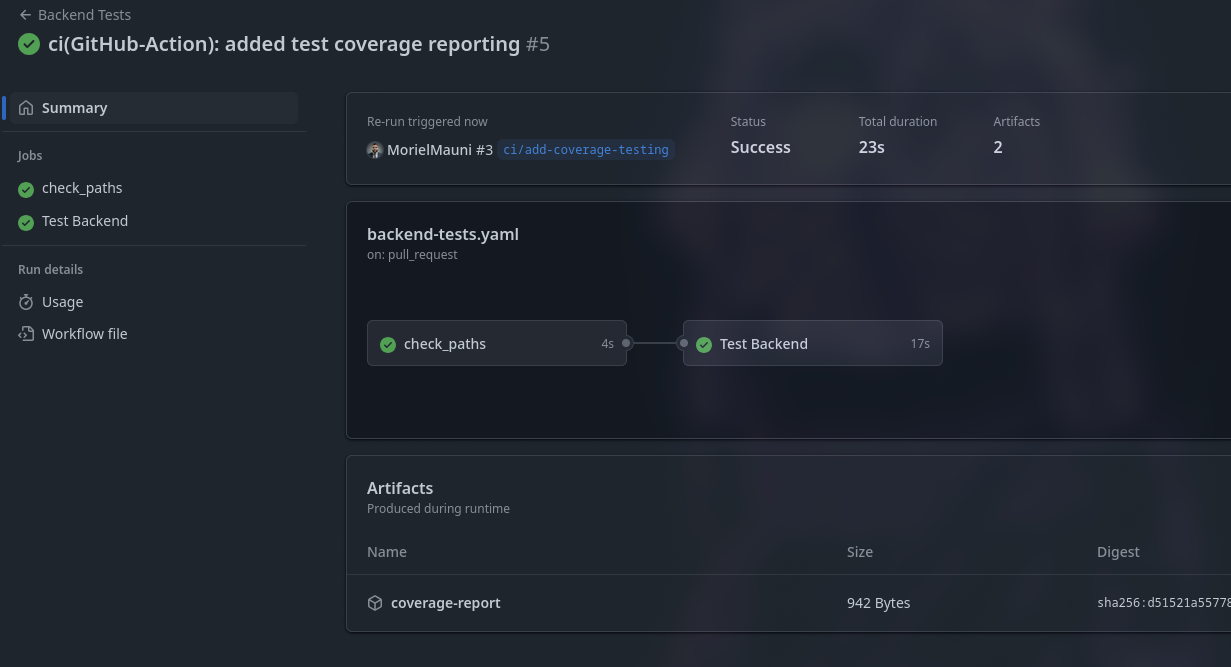 Backend Tests
ci(GitHub-Action): added test coverage reporting #5
Summary
Jobs
check_paths
Test Backend
Run details
Usage
Workflow file
Re-run triggered now
MorielMauni #3 ci/add-coverage-testing
Status
Success
Total duration
23s
Artifacts
2
backend-tests.yaml
on: pull_request
check_paths 4s
Test Backend 17s
Artifacts
Produced during runtime
Name Size Digest
coverage-report 942 Bytes sha256:d51521a55778